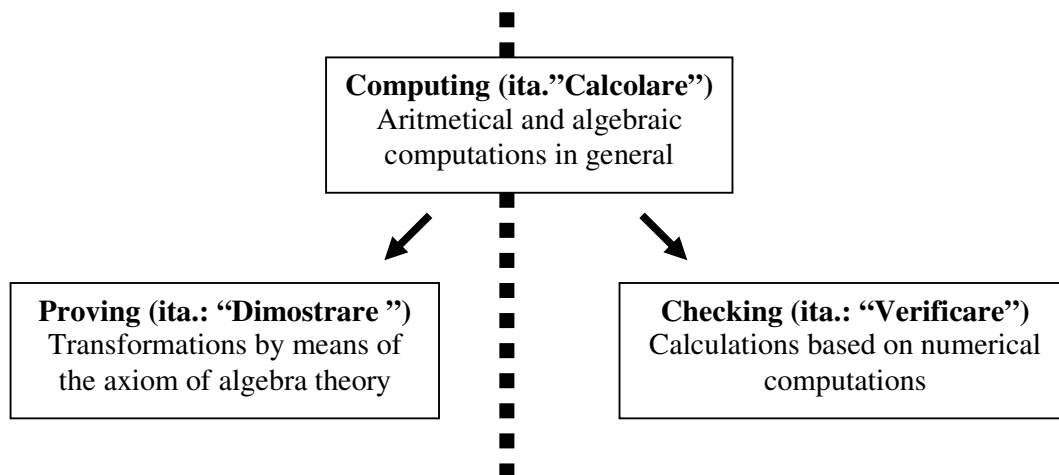 Computing (ita.”Calcolare”)
Aritmetical and algebraic
computations in general
Proving (ita.: “Dimostrare ”)
Transformations by means of
the axiom of algebra theory
Checking (ita.: “Verificare”)
Calculations based on numerical
computations